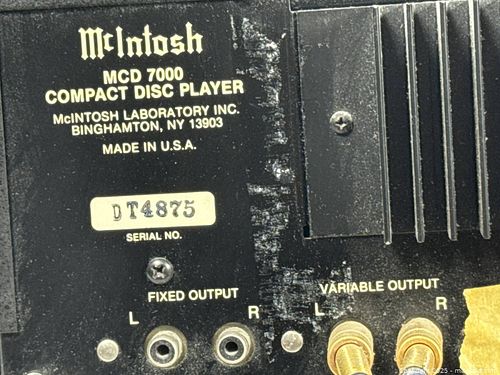 McIntosh
MCD 7000
COMPACT DISC PLAYER
McINTOSH LABORATORY INC.
BINGHAMTON, NY 13903
MADE IN U.S.A.
DT4875
SERIAL NO.
FIXED OUTPUT
L R
VARIABLE OUTPUT
L R